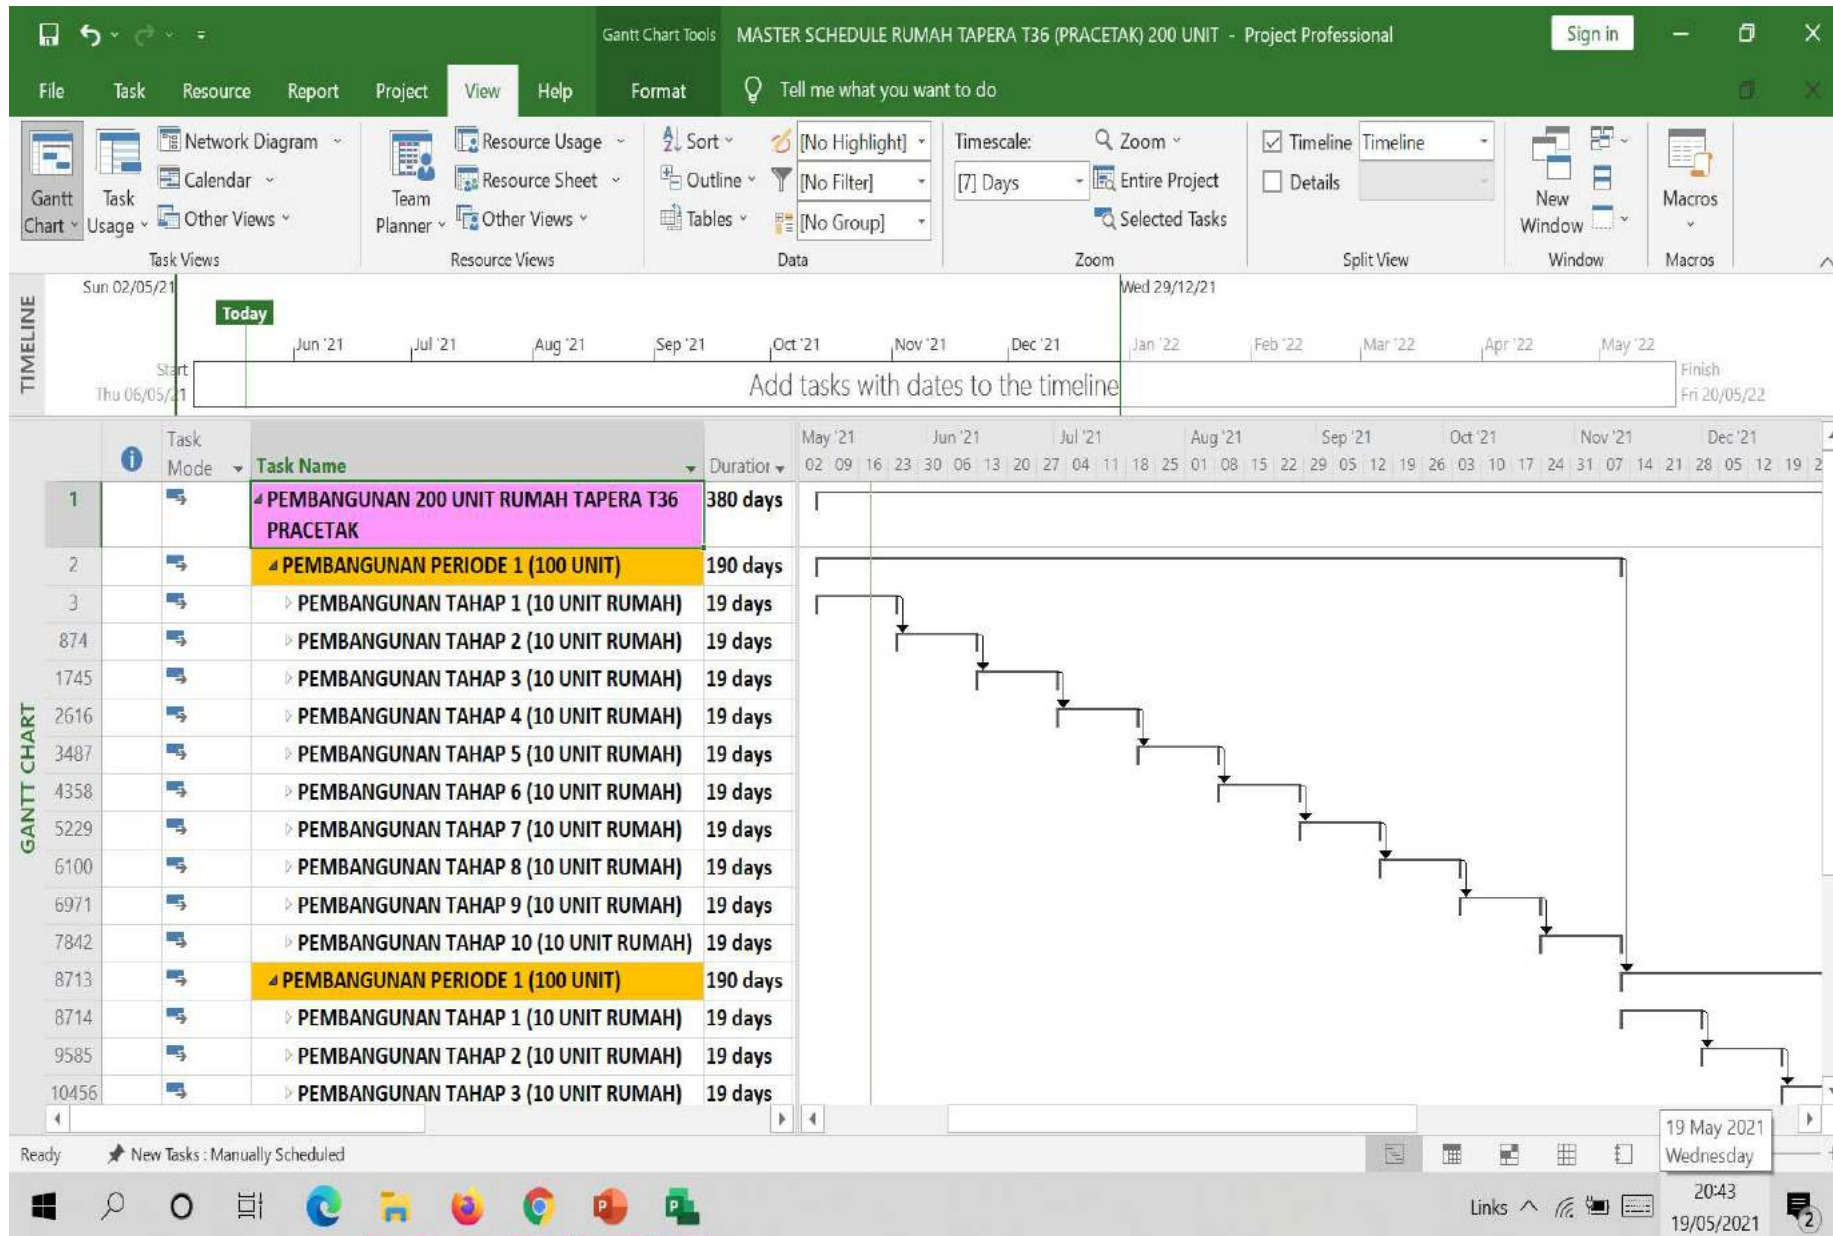 Gantt Chart Tools MASTER SCHEDULE RUMAH TAPERA T36 (PRACETAK) 200 UNIT - Project Professional Sign in
File Task Resource Report Project View Help Format Tell me what you want to do
Gantt Chart
Task Usage
Network Diagram
Calendar
Other Views
Task Views
Team Planner
Resource Usage
Resource Sheet
Other Views
Resource Views
Sort
Outline
Tables
[No Highlight]
[No Filter]
[No Group]
Data
Timescale:
[7] Days
Zoom
Entire Project
Selected Tasks
Zoom
Timeline Timeline
Details
Split View
New Window
Window
Macros
Macros
TIMELINE
Sun 02/05/21 Wed 29/12/21
Today
Jun '21 Jul '21 Aug '21 Sep '21 Oct '21 Nov '21 Dec '21 Jan '22 Feb '22 Mar '22 Apr '22 May '22
Start
Thu 06/05/21
Add tasks with dates to the timeline
Finish
Fri 20/05/22
GANTT CHART
Task Mode Task Name Duration
May '21 Jun '21 Jul '21 Aug '21 Sep '21 Oct '21 Nov '21 Dec '21
02 09 16 23 30 06 13 20 27 04 11 18 25 01 08 15 22 29 05 12 19 26 03 10 17 24 31 07 14 21 28 05 12 19 2
1 PEMBANGUNAN 200 UNIT RUMAH TAPERA T36 380 days
PRACETAK
2 PEMBANGUNAN PERIODE 1 (100 UNIT) 190 days
3 PEMBANGUNAN TAHAP 1 (10 UNIT RUMAH) 19 days
874 PEMBANGUNAN TAHAP 2 (10 UNIT RUMAH) 19 days
1745 PEMBANGUNAN TAHAP 3 (10 UNIT RUMAH) 19 days
2616 PEMBANGUNAN TAHAP 4 (10 UNIT RUMAH) 19 days
3487 PEMBANGUNAN TAHAP 5 (10 UNIT RUMAH) 19 days
4358 PEMBANGUNAN TAHAP 6 (10 UNIT RUMAH) 19 days
5229 PEMBANGUNAN TAHAP 7 (10 UNIT RUMAH) 19 days
6100 PEMBANGUNAN TAHAP 8 (10 UNIT RUMAH) 19 days
6971 PEMBANGUNAN TAHAP 9 (10 UNIT RUMAH) 19 days
7842 PEMBANGUNAN TAHAP 10 (10 UNIT RUMAH) 19 days
8713 PEMBANGUNAN PERIODE 1 (100 UNIT) 190 days
8714 PEMBANGUNAN TAHAP 1 (10 UNIT RUMAH) 19 days
9585 PEMBANGUNAN TAHAP 2 (10 UNIT RUMAH) 19 days
10456 PEMBANGUNAN TAHAP 3 (10 UNIT RUMAH) 19 days
19 May 2021
Wednesday
Ready New Tasks : Manually Scheduled
Links
20:43
19/05/2021
2